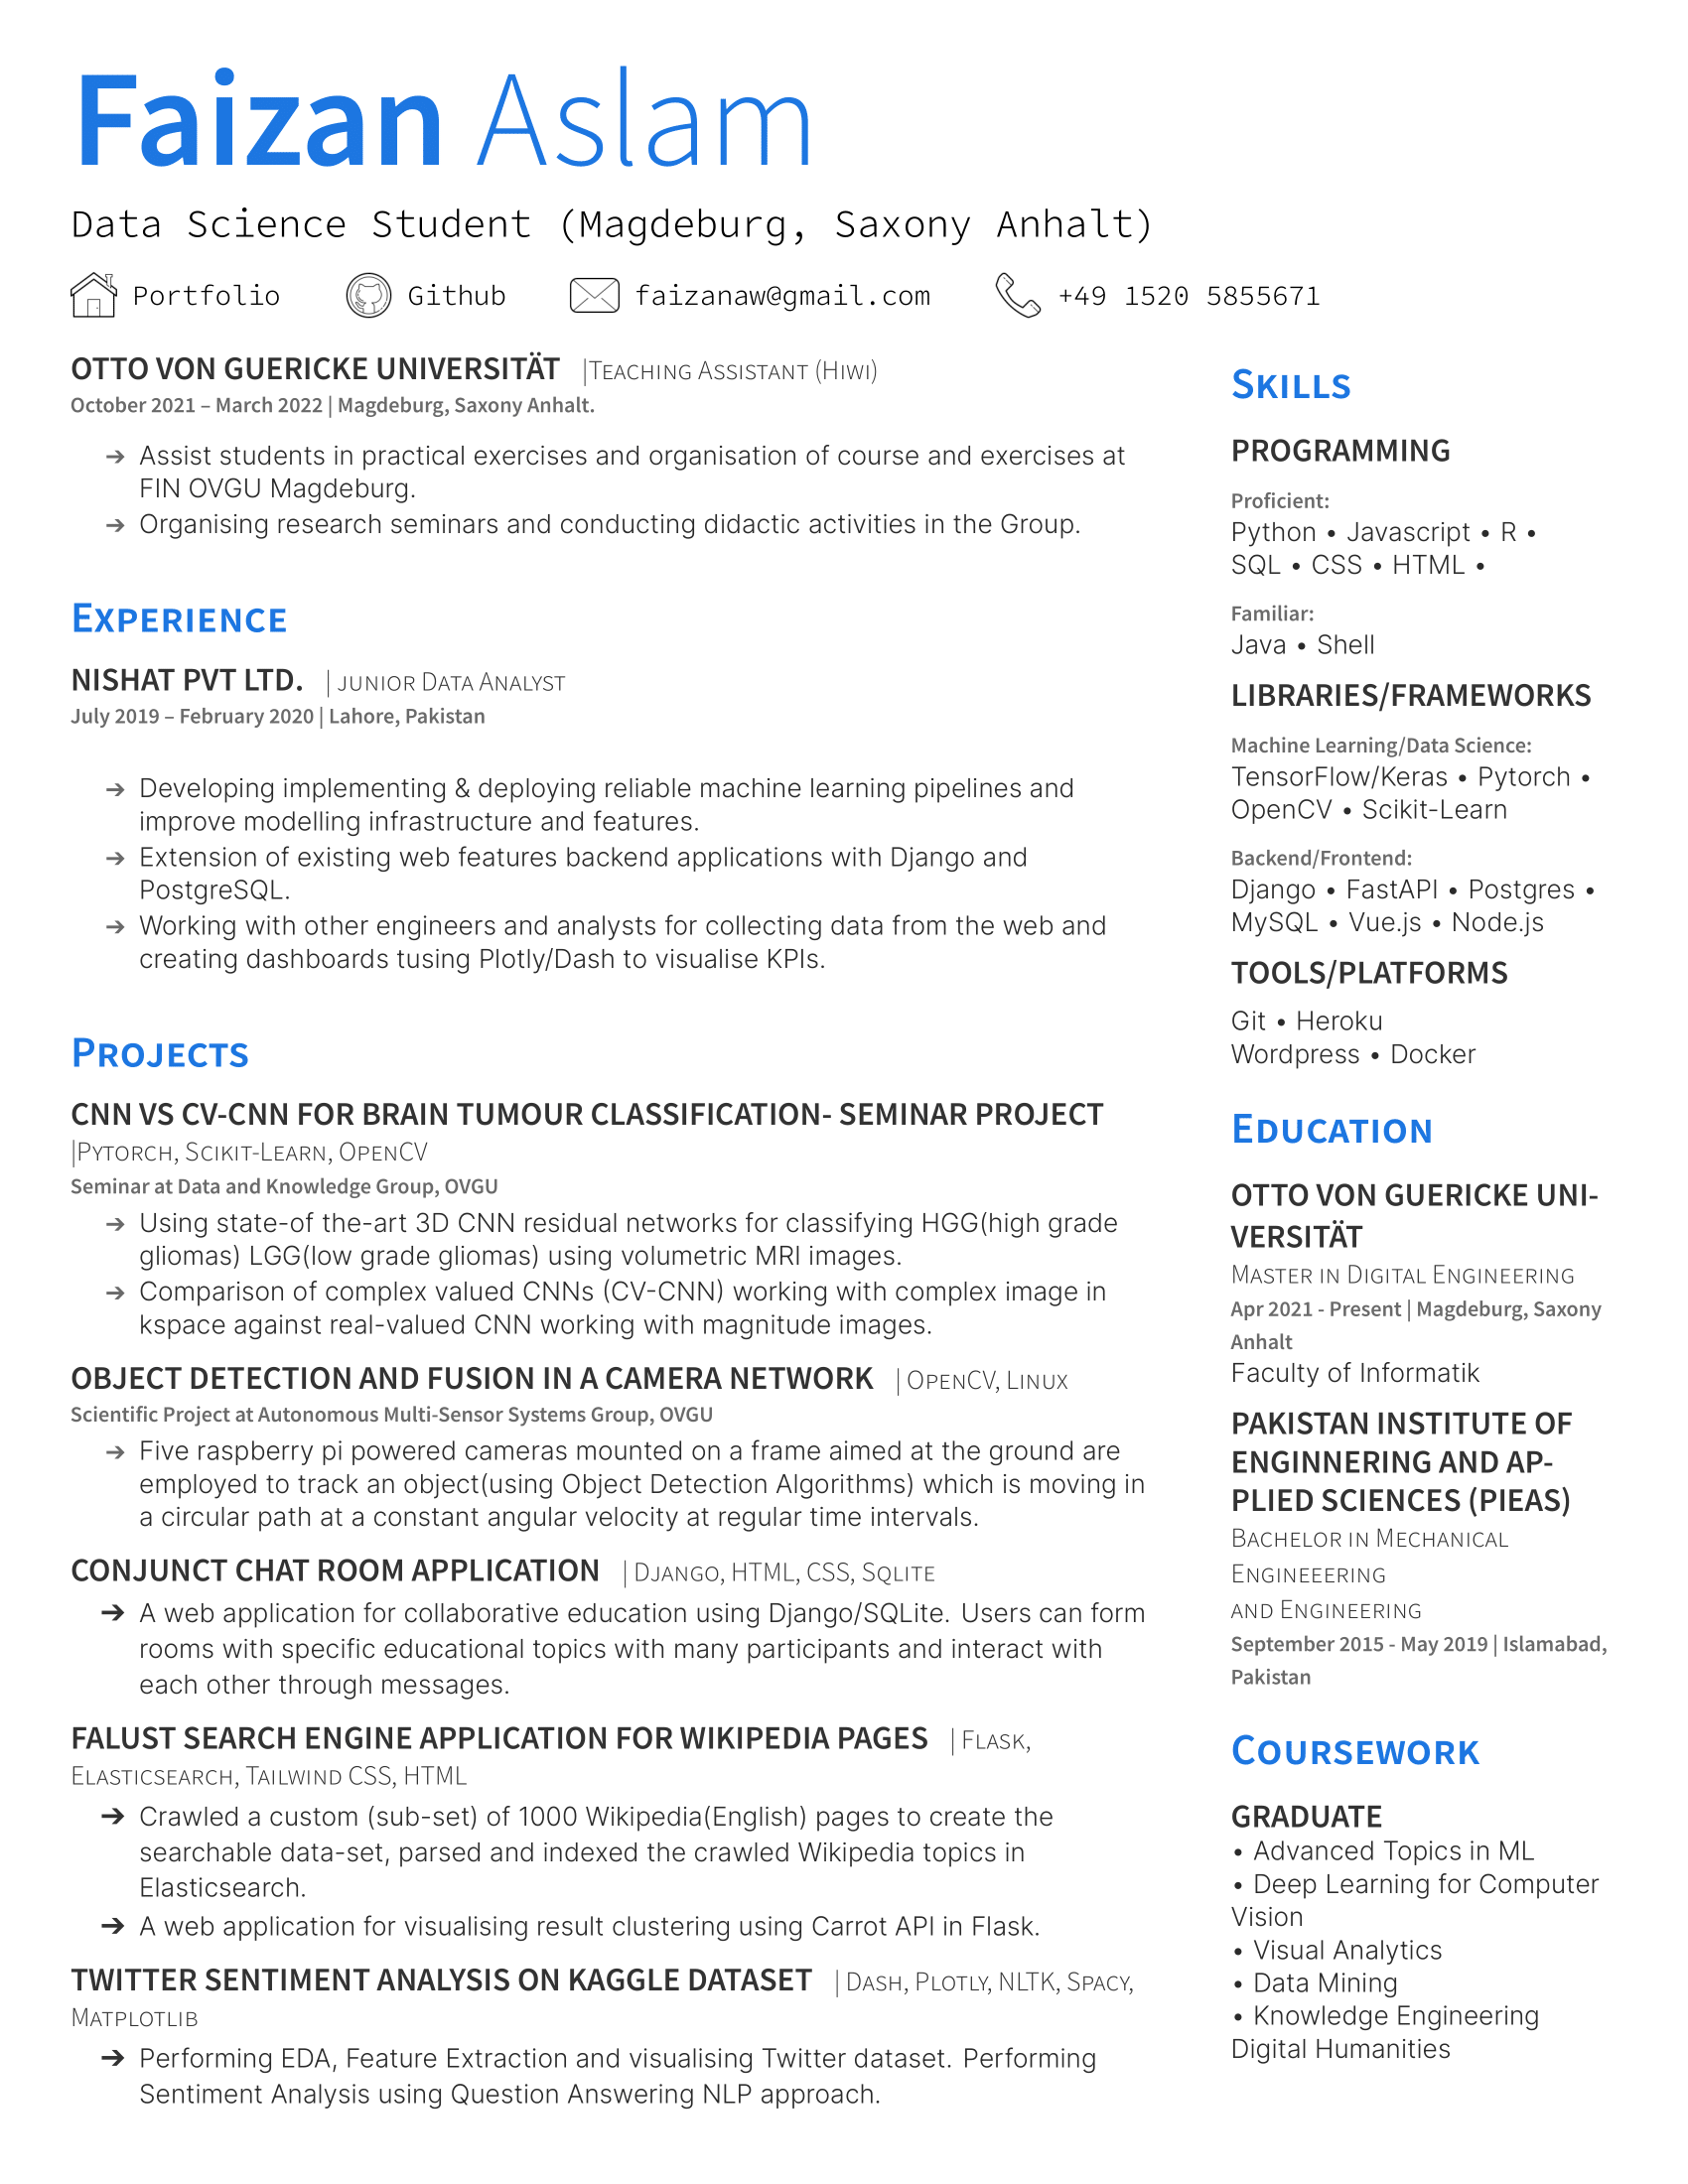 Faizan Aslam
Data Science Student (Magdeburg, Saxony Anhalt)
Portfolio Github faizanaw@gmail.com +49 1520 5855671
OTTO VON GUERICKE UNIVERSITÄT |Teaching Assistant (Hiwi)
October 2021 – March 2022 | Magdeburg, Saxony Anhalt.
➔ Assist students in practical exercises and organisation of course and exercises at
FIN OVGU Magdeburg.
➔ Organising research seminars and conducting didactic activities in the Group.
Experience
NISHAT PVT LTD. | junior Data Analyst
July 2019 – February 2020 | Lahore, Pakistan
➔ Developing implementing & deploying reliable machine learning pipelines and
improve modelling infrastructure and features.
➔ Extension of existing web features backend applications with Django and
PostgreSQL.
➔ Working with other engineers and analysts for collecting data from the web and
creating dashboards tusing Plotly/Dash to visualise KPIs.
Projects
CNN VS CV-CNN FOR BRAIN TUMOUR CLASSIFICATION- SEMINAR PROJECT
|Pytorch, Scikit-Learn, OpenCV
Seminar at Data and Knowledge Group, OVGU
➔ Using state-of the-art 3D CNN residual networks for classifying HGG(high grade
gliomas) LGG(low grade gliomas) using volumetric MRI images.
➔ Comparison of complex valued CNNs (CV-CNN) working with complex image in
kspace against real-valued CNN working with magnitude images.
OBJECT DETECTION AND FUSION IN A CAMERA NETWORK | OpenCV, Linux
Scientific Project at Autonomous Multi-Sensor Systems Group, OVGU
➔ Five raspberry pi powered cameras mounted on a frame aimed at the ground are
employed to track an object(using Object Detection Algorithms) which is moving in
a circular path at a constant angular velocity at regular time intervals.
CONJUNCT CHAT ROOM APPLICATION | Django, HTML, CSS, Sqlite
➔ A web application for collaborative education using Django/SQLite. Users can form
rooms with specific educational topics with many participants and interact with
each other through messages.
FALUST SEARCH ENGINE APPLICATION FOR WIKIPEDIA PAGES | Flask,
Elasticsearch, Tailwind CSS, HTML
➔ Crawled a custom (sub-set) of 1000 Wikipedia(English) pages to create the
searchable data-set, parsed and indexed the crawled Wikipedia topics in
Elasticsearch.
➔ A web application for visualising result clustering using Carrot API in Flask.
TWITTER SENTIMENT ANALYSIS ON KAGGLE DATASET | Dash, Plotly, NLTK, Spacy,
Matplotlib
➔ Performing EDA, Feature Extraction and visualising Twitter dataset. Performing
Sentiment Analysis using Question Answering NLP approach.
Skills
PROGRAMMING
Proficient:
Python • Javascript • R •
SQL • CSS • HTML •
Familiar:
Java • Shell
LIBRARIES/FRAMEWORKS
Machine Learning/Data Science:
TensorFlow/Keras • Pytorch •
OpenCV • Scikit-Learn
Backend/Frontend:
Django • FastAPI • Postgres •
MySQL • Vue.js • Node.js
TOOLS/PLATFORMS
Git • Heroku
Wordpress • Docker
Education
OTTO VON GUERICKE UNI-
VERSITÄT
Master in Digital Engineering
Apr 2021 - Present | Magdeburg, Saxony
Anhalt
Faculty of Informatik
PAKISTAN INSTITUTE OF
ENGINNERING AND AP-
PLIED SCIENCES (PIEAS)
Bachelor in Mechanical
Engineeering
and Engineering
September 2015 - May 2019 | Islamabad,
Pakistan
Coursework
GRADUATE
• Advanced Topics in ML
• Deep Learning for Computer
Vision
• Visual Analytics
• Data Mining
• Knowledge Engineering
Digital Humanities